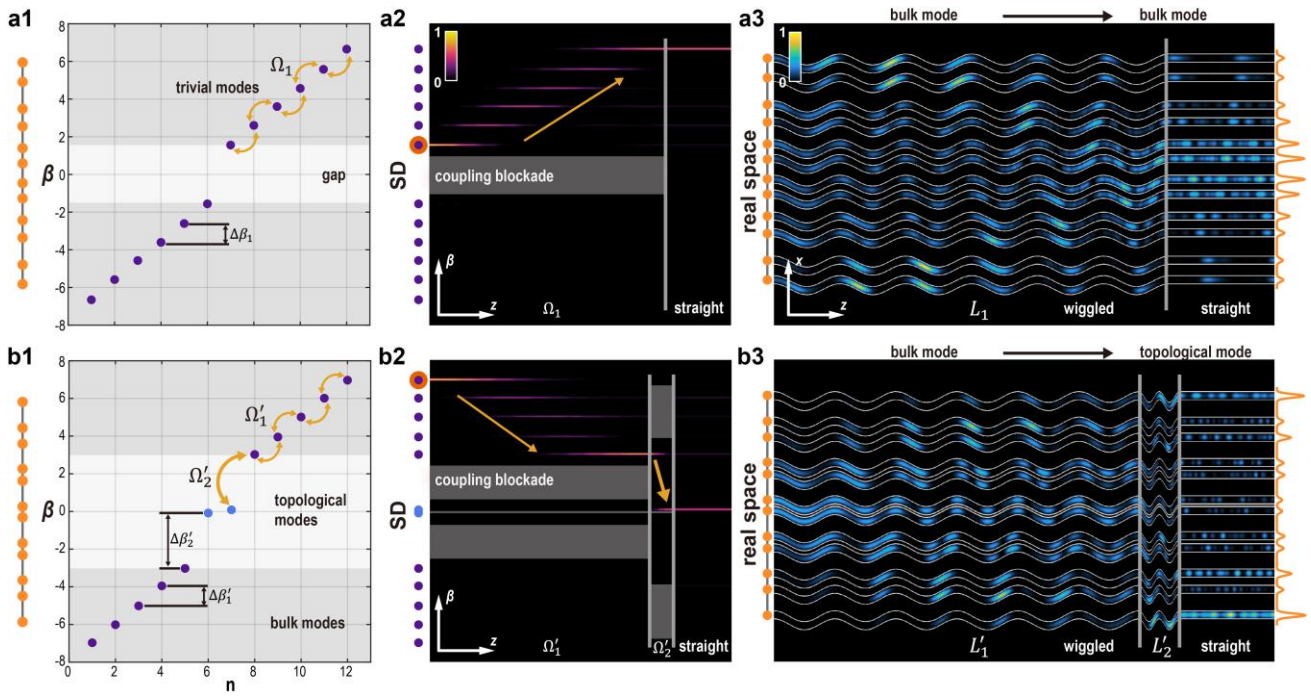 a1
8
6
4
2
0
-2
-4
-6
-8
β
trivial modes
Ω₁
gap
Δβ₁
a2
1
0
SD
coupling blockade
β
z
Ω₁
straight
a3
bulk mode
bulk mode
1
0
real space
x
z
L₁
wiggled
straight
b1
8
6
4
2
0
-2
-4
-6
-8
β
Ω′₁
Ω′₂
topological
modes
Δβ′₂
Δβ′₁
bulk modes
0
2
4
6
8
10
12
n
b2
SD
coupling blockade
β
z
Ω′₁
Ω′₂
straight
b3
bulk mode
topological mode
real space
L′₁
wiggled
L′₂
straight